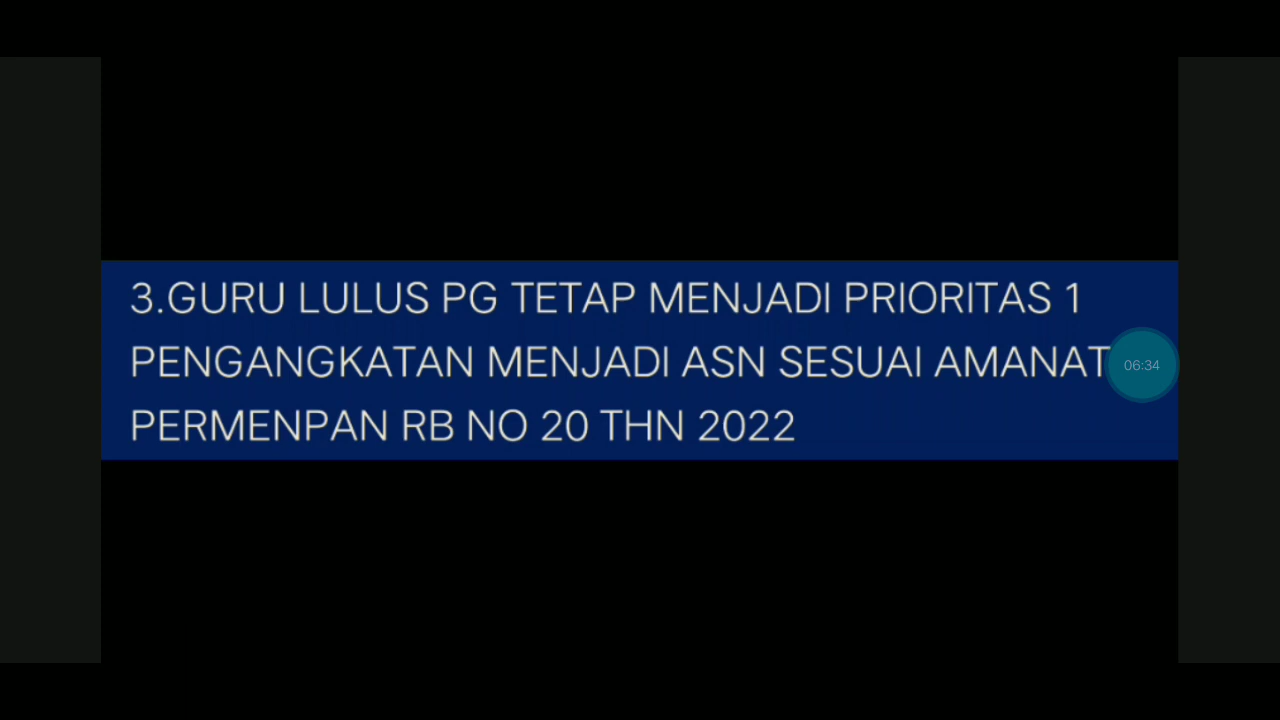 3.GURU LULUS PG TETAP MENJADI PRIORITAS 1
PENGANGKATAN MENJADI ASN SESUAI AMANAT
PERMENPAN RB NO 20 THN 2022
06:34